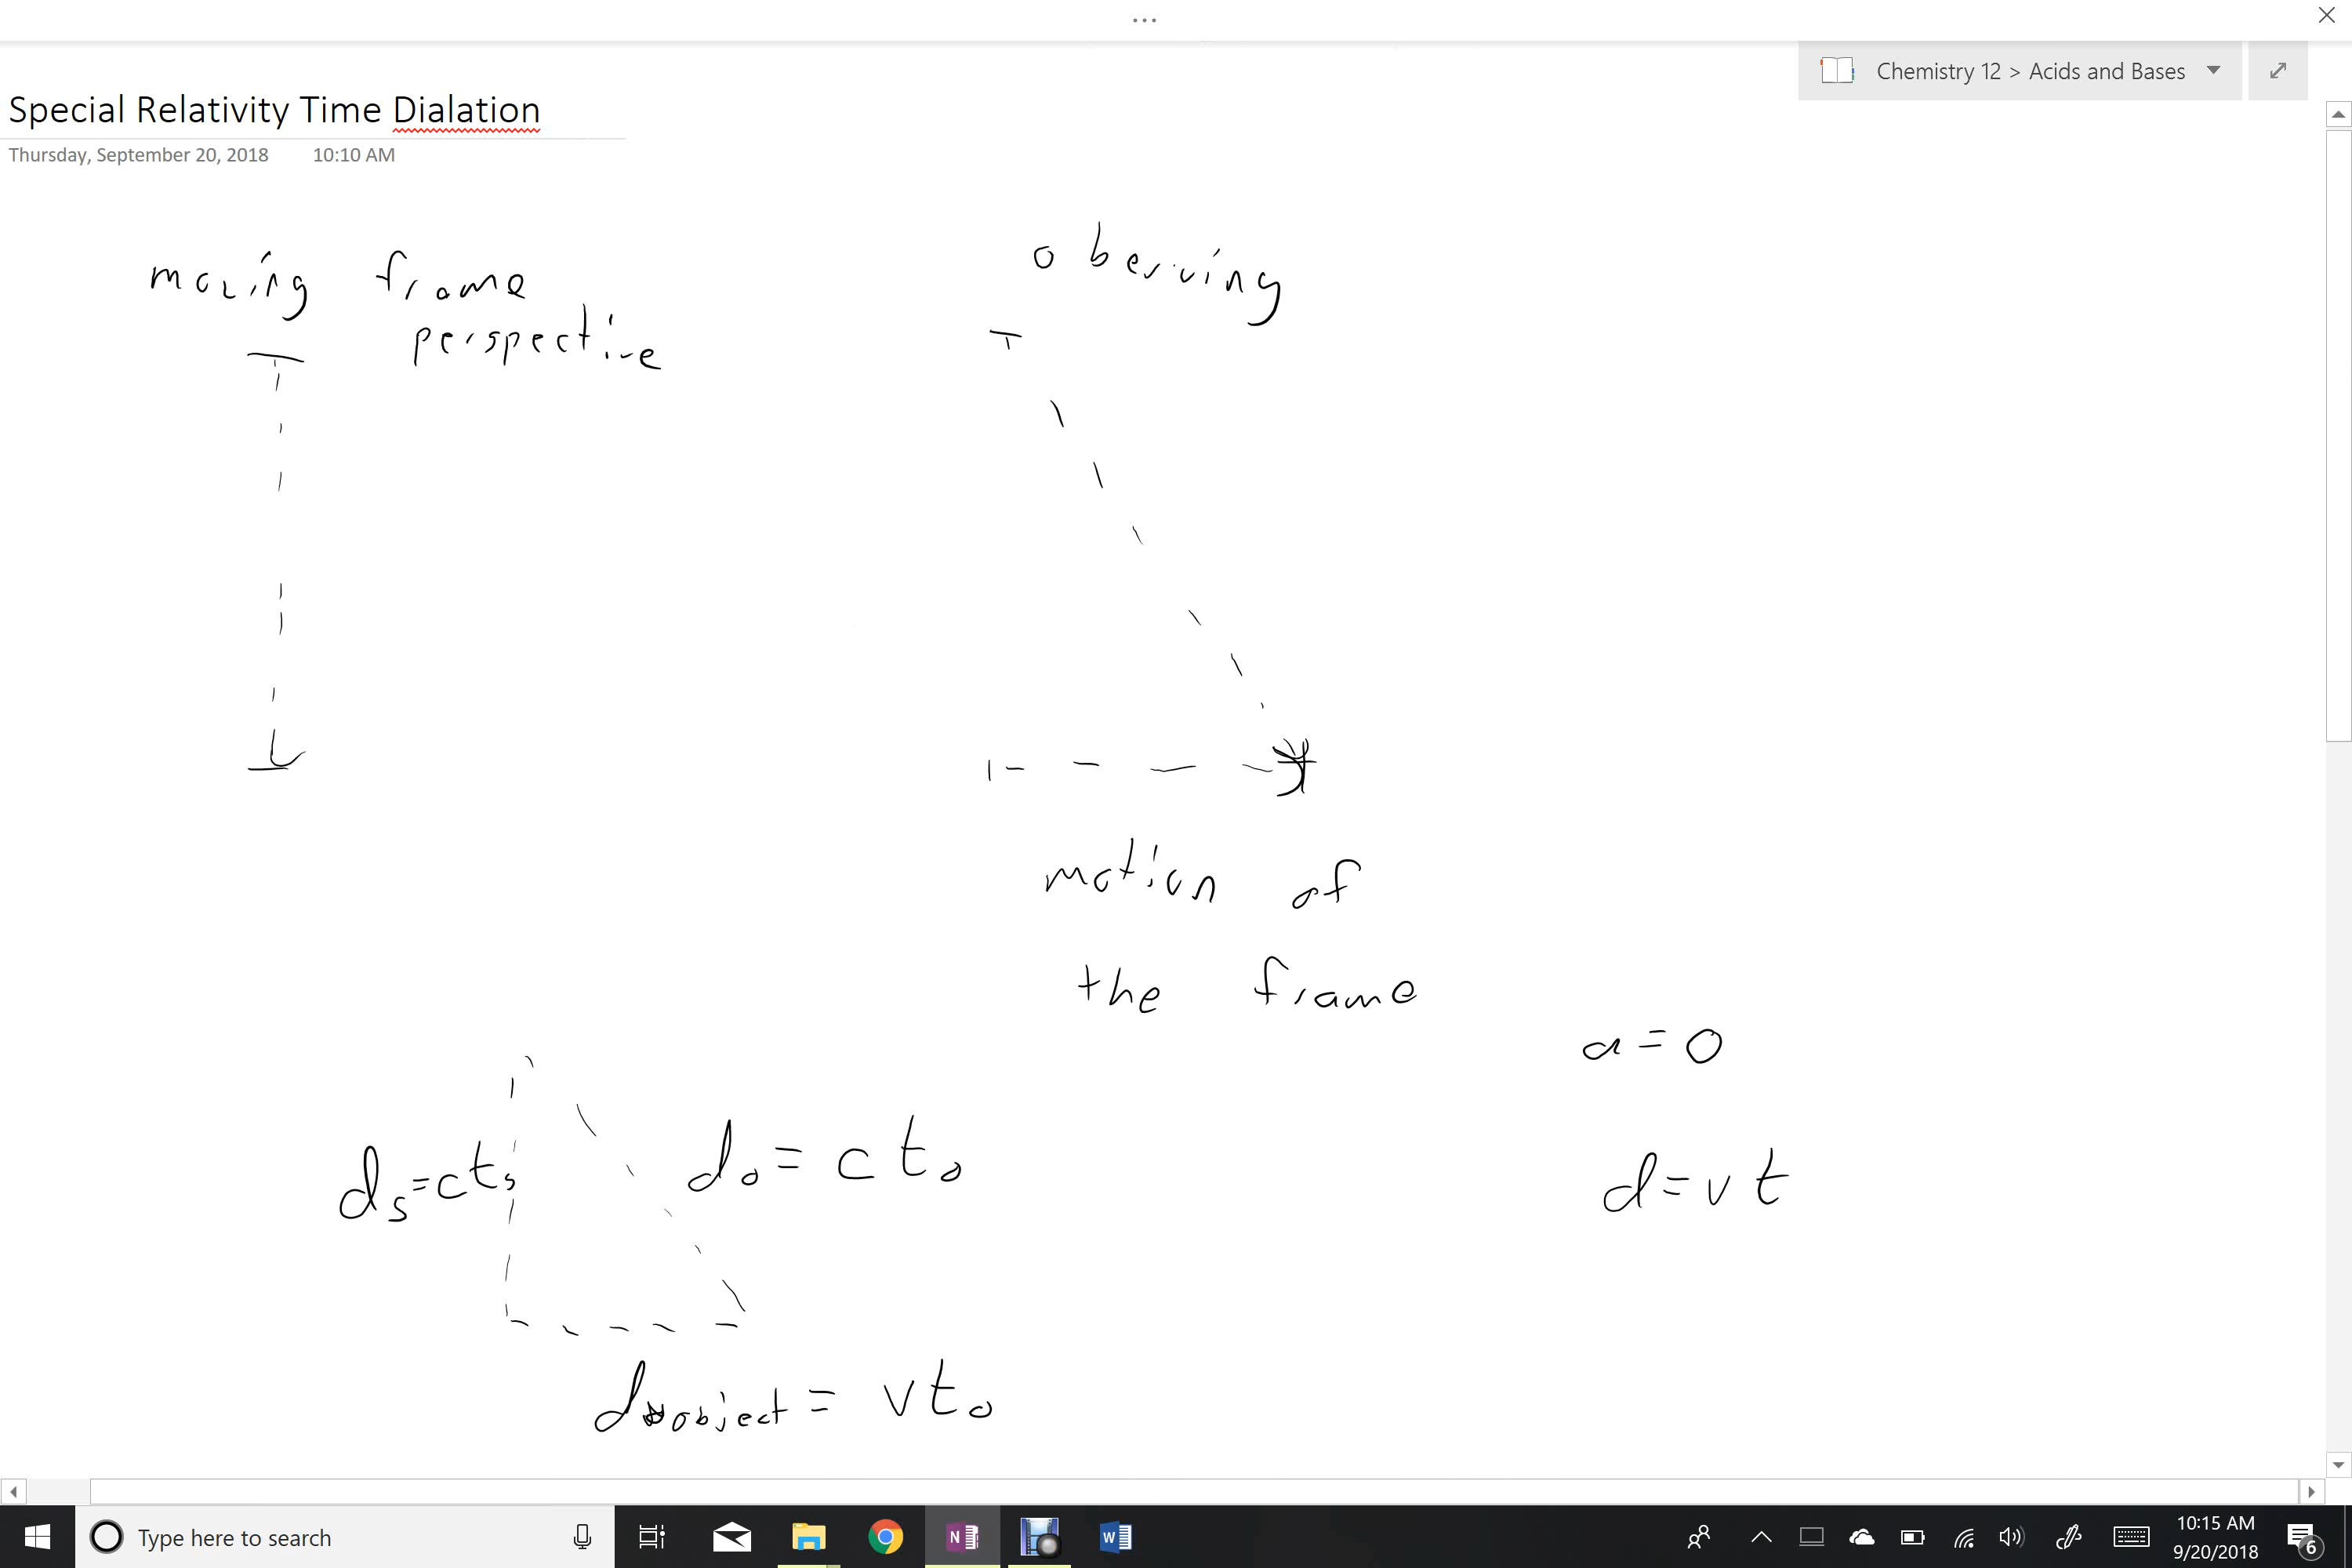 Chemistry 12 > Acids and Bases
Special Relativity Time Dialation
Thursday, September 20, 2018 10:10 AM
moving frame
perspective
oberving
motion of
the frame
a = 0
d = vt
ds = cts
do = cto
dobject = vto
Type here to search
N
W
10:15 AM
9/20/2018
6